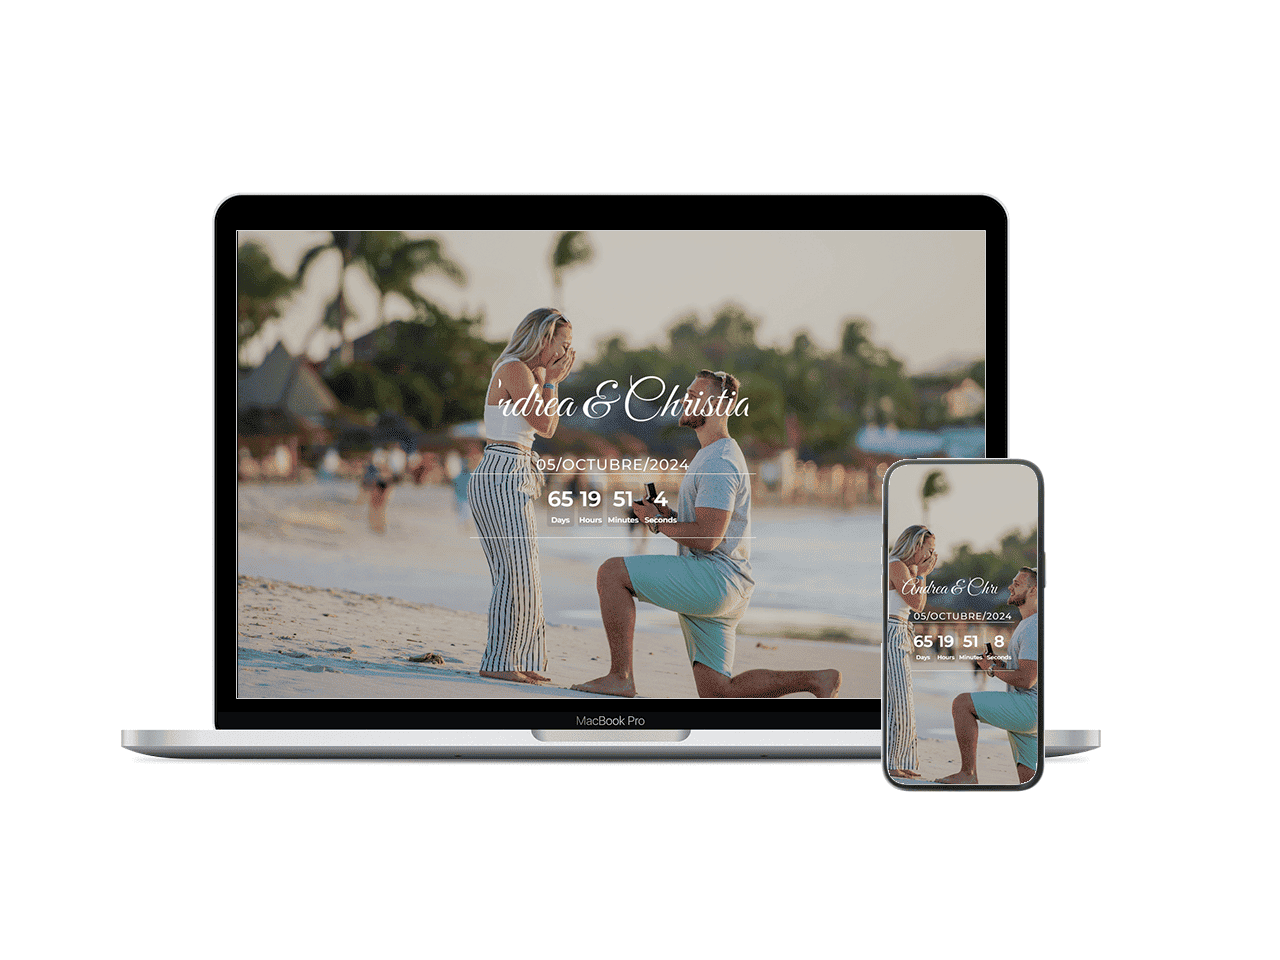 ndrea & Christia
05/OCTUBRE/2024
65 19 51 4
Days Hours Minutes Seconds
MacBook Pro
Andrea & Chri
05/OCTUBRE/2024
65 19 51 8
Days Hours Minutes Seconds